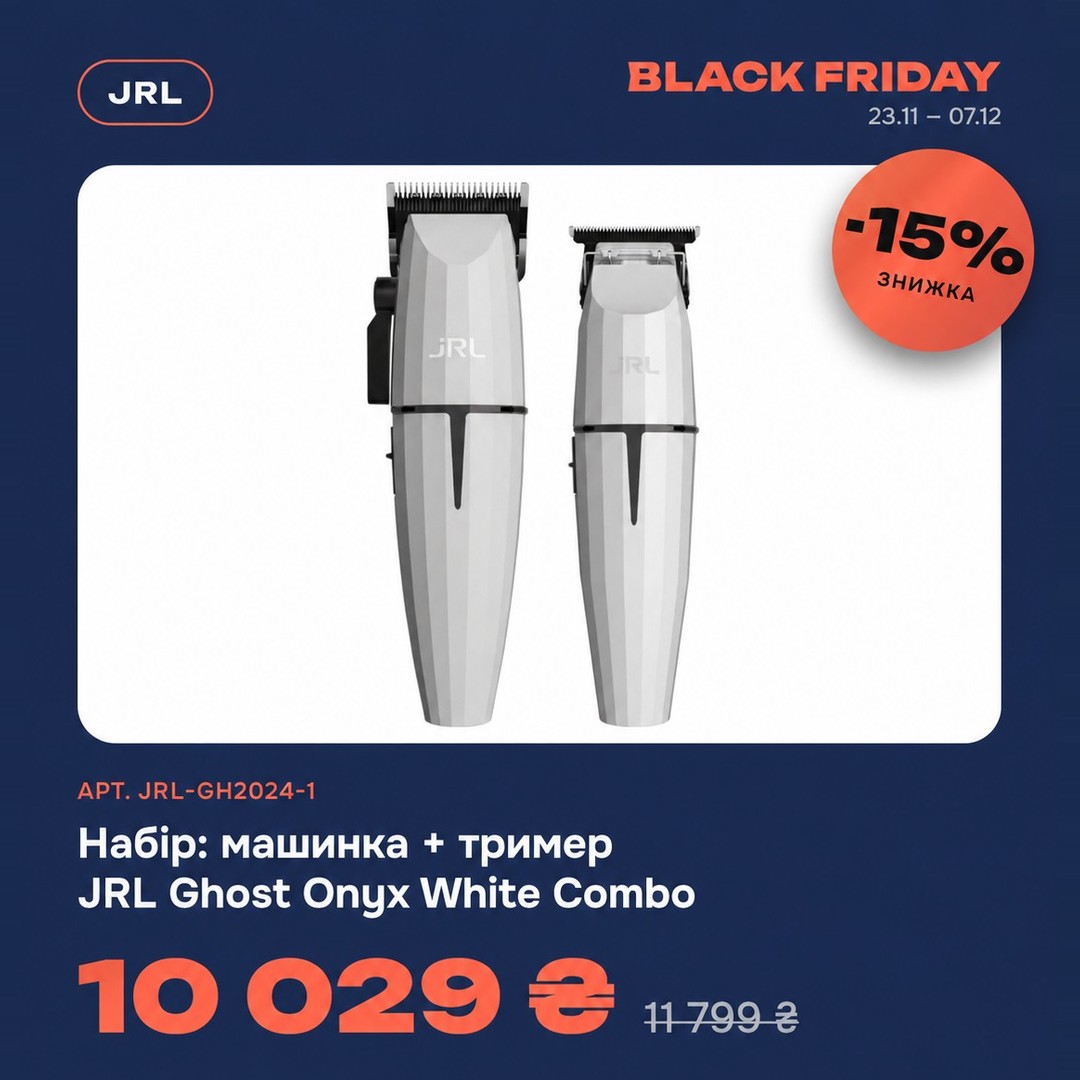 JRL
BLACK FRIDAY
23.11 – 07.12
-15%
ЗНИЖКА
JRL
JRL
АРТ. JRL-GH2024-1
Набір: машинка + тример
JRL Ghost Onyx White Combo
10 029 ₴
11 799 ₴